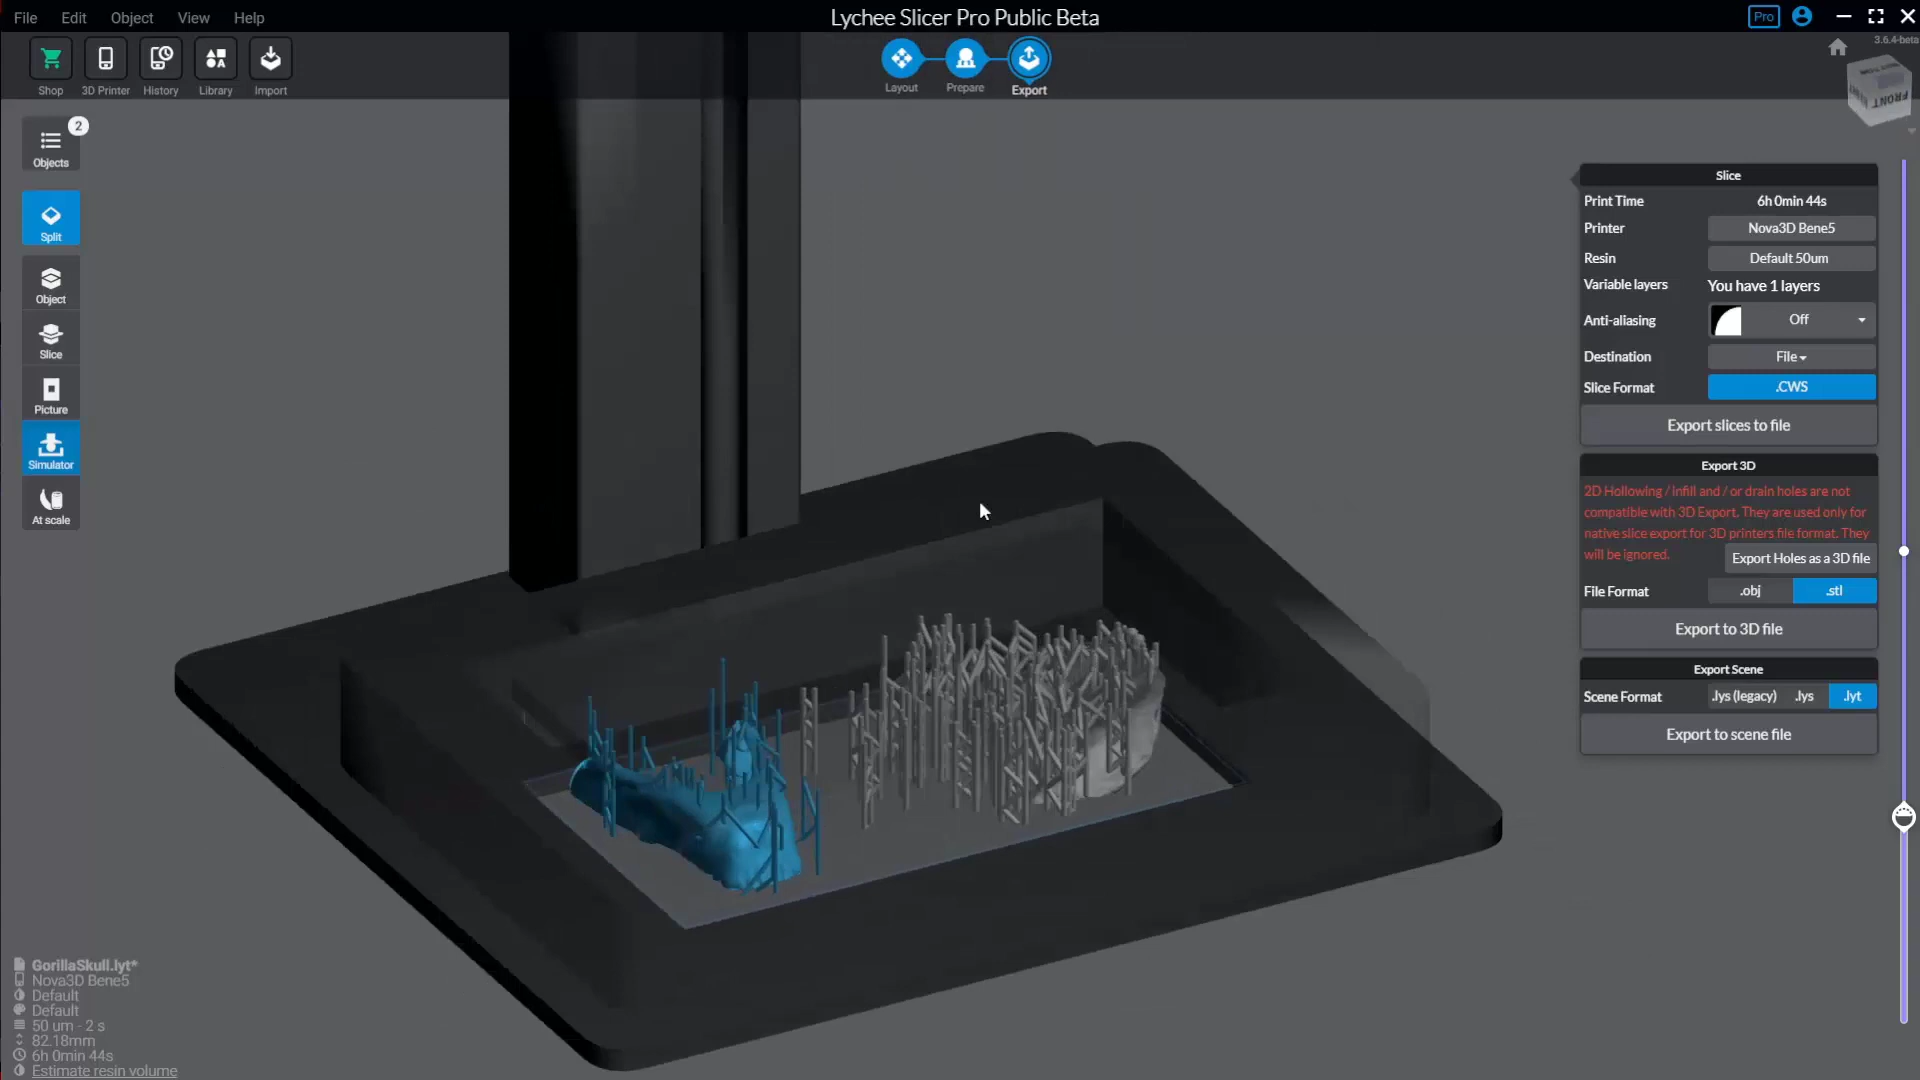 File Edit Object View Help
Lychee Slicer Pro Public Beta
Pro
3.6.4-beta
Shop
3D Printer
History
Library
Import
Layout
Prepare
Export
FRONT
2
Objects
Split
Object
Slice
Picture
Simulator
At scale
Slice
Print Time 6h 0min 44s
Printer Nova3D Bene5
Resin Default 50um
Variable layers You have 1 layers
Anti-aliasing Off
Destination File
Slice Format .CWS
Export slices to file
Export 3D
2D Hollowing / infill and / or drain holes are not
compatible with 3D Export. They are used only for
native slice export for 3D printers file format. They
will be ignored.
Export Holes as a 3D file
File Format .obj .stl
Export to 3D file
Export Scene
Scene Format .lys (legacy) .lys .lyt
Export to scene file
GorillaSkull.lyt*
Nova3D Bene5
Default
Default
50 um - 2 s
82.18mm
6h 0min 44s
Estimate resin volume